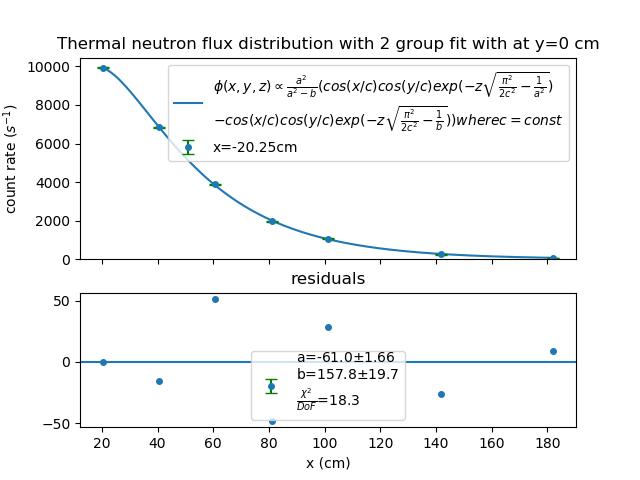 Thermal neutron flux distribution with 2 group fit with at y=0 cm
10000
8000
6000
4000
2000
0
count rate (s⁻¹)
ϕ(x, y, z) ∝ a²/(a²−b) (cos(x/c)cos(y/c)exp(−z√(π²/2c² − 1/a²))
−cos(x/c)cos(y/c)exp(−z√(π²/2c² − 1/b)))wherec = const
x=-20.25cm
residuals
50
0
−50
a=-61.0±1.66
b=157.8±19.7
χ²/DoF=18.3
20 40 60 80 100 120 140 160 180
x (cm)